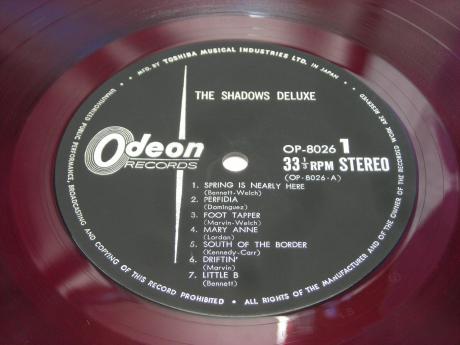 MFD. BY TOSHIBA MUSICAL INDUSTRIES LTD. IN JAPAN
ALL RIGHTS OF THE MANUFACTURER AND OF THE OWNER OF THE RECORDED WORK ARE RESERVED
UNAUTHORISED PUBLIC PERFORMANCE, BROADCASTING AND COPYING OF THIS RECORD PROHIBITED
THE SHADOWS DELUXE
Odeon
RECORDS
OP-8026 1
33 1/3 RPM STEREO
(OP-8026-A)
1. SPRING IS NEARLY HERE
(Bennett-Welch)
2. PERFIDIA
(Dominguez)
3. FOOT TAPPER
(Marvin-Welch)
4. MARY ANNE
(Lordan)
5. SOUTH OF THE BORDER
(Kennedy-Carr)
6. DRIFTIN'
(Marvin)
7. LITTLE B
(Bennett)